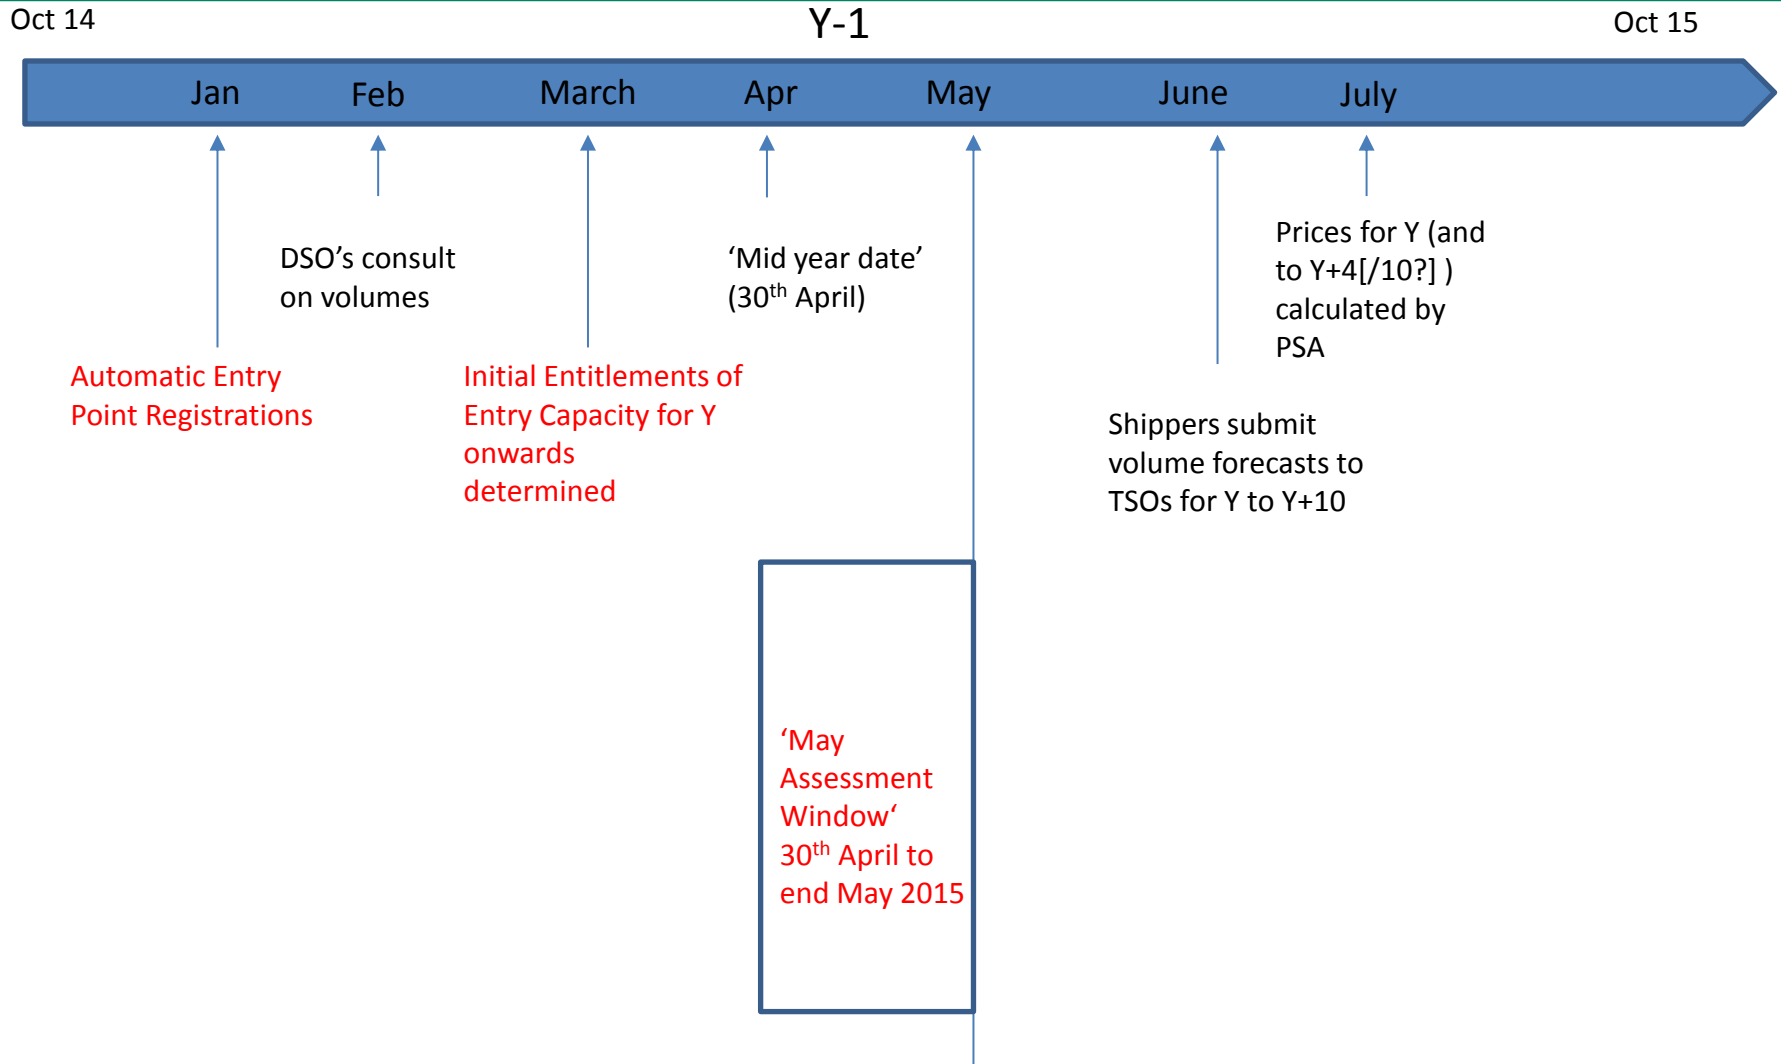 Oct 14
Y-1
Oct 15
Jan
Feb
March
Apr
May
June
July
DSO’s consult
on volumes
‘Mid year date’
(30th April)
Prices for Y (and
to Y+4[/10?] )
calculated by
PSA
Automatic Entry
Point Registrations
Initial Entitlements of
Entry Capacity for Y
onwards
determined
Shippers submit
volume forecasts to
TSOs for Y to Y+10
‘May
Assessment
Window‘
30th April to
end May 2015